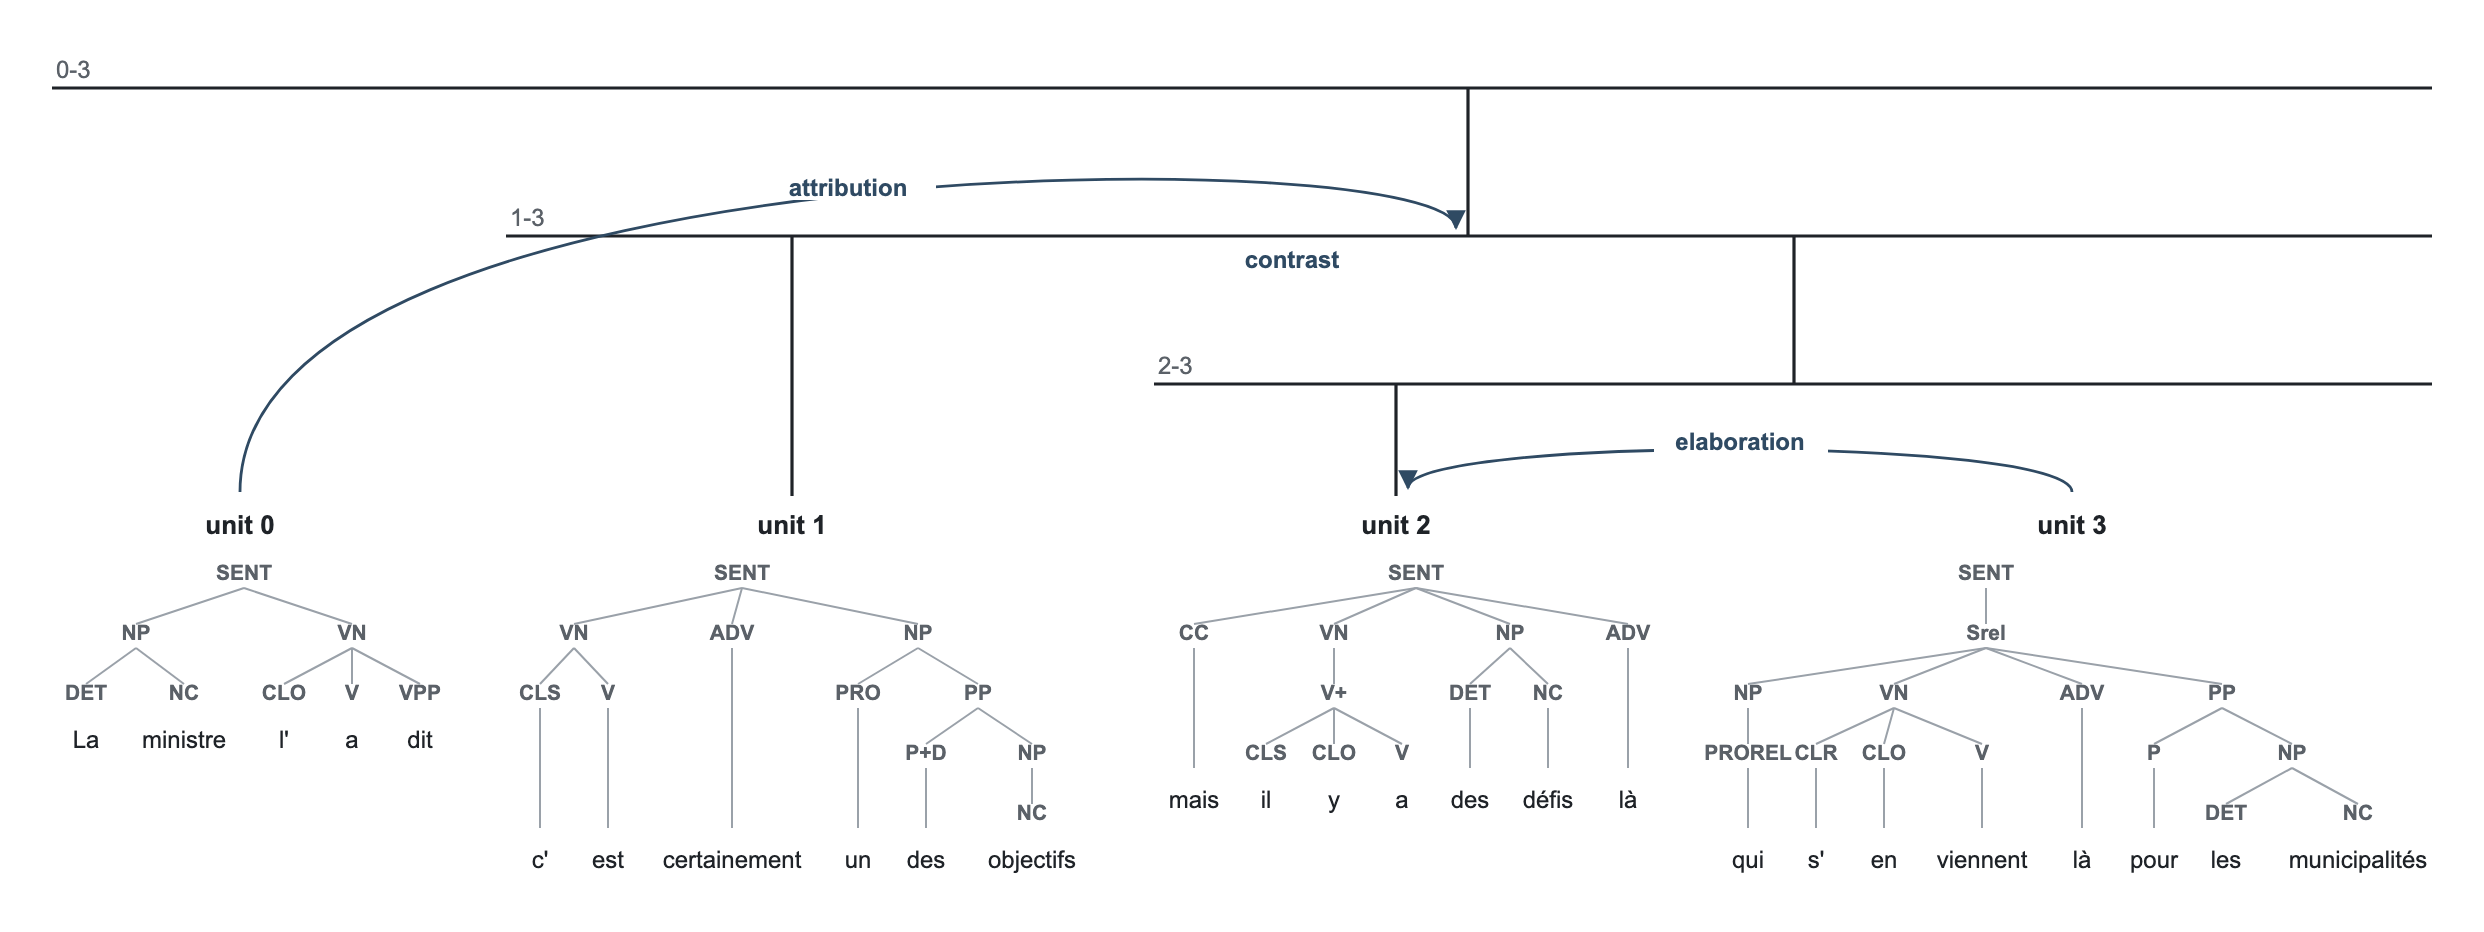 0-3
attribution
1-3
contrast
2-3
elaboration
unit 0 unit 1 unit 2 unit 3
SENT SENT SENT SENT
NP VN VN ADV NP CC VN NP ADV Srel
DET NC CLO V VPP CLS V PRO PP V+ DET NC NP VN ADV PP
La ministre l' a dit
P+D NP CLS CLO V PROREL CLR CLO V P NP
mais il y a des défis là
NC DET NC
c' est certainement un des objectifs qui s' en viennent là pour les municipalités